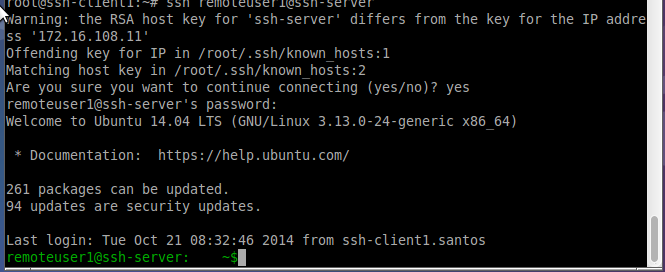 root@ssh-client1:~# ssh remoteuser1@ssh-server
Warning: the RSA host key for 'ssh-server' differs from the key for the IP addre
ss '172.16.108.11'
Offending key for IP in /root/.ssh/known_hosts:1
Matching host key in /root/.ssh/known_hosts:2
Are you sure you want to continue connecting (yes/no)? yes
remoteuser1@ssh-server's password:
Welcome to Ubuntu 14.04 LTS (GNU/Linux 3.13.0-24-generic x86_64)
* Documentation:  https://help.ubuntu.com/
261 packages can be updated.
94 updates are security updates.
Last login: Tue Oct 21 08:32:46 2014 from ssh-client1.santos
remoteuser1@ssh-server:    ~$